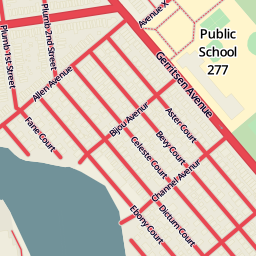 Avenue X
Plumb 2nd Street
Plumb 1st Street
Public
School
277
Gerritsen Avenue
Allen Avenue
Bijou Avenue
Aster Court
Fane Court
Bevy Court
Celeste Court
Channel Avenue
Ebony Court
Dictum Court